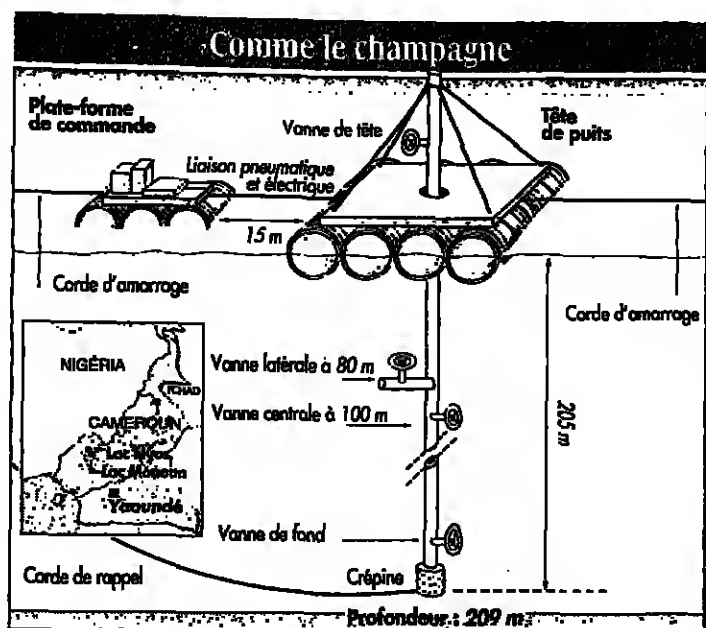 Comme le champagne
Plate-forme
de commande
Vanne de tête
Tête
de puits
Liaison pneumatique
et électrique
15 m
Corde d'amarrage
Corde d'amarrage
NIGÉRIA
TCHAD
CAMEROUN
Lac Nyos
Lac Monoun
Yaoundé
Vanne latérale à 80 m
Vanne centrale à 100 m
205 m
Vanne de fond
Corde de rappel
Crépine
Profondeur : 209 m